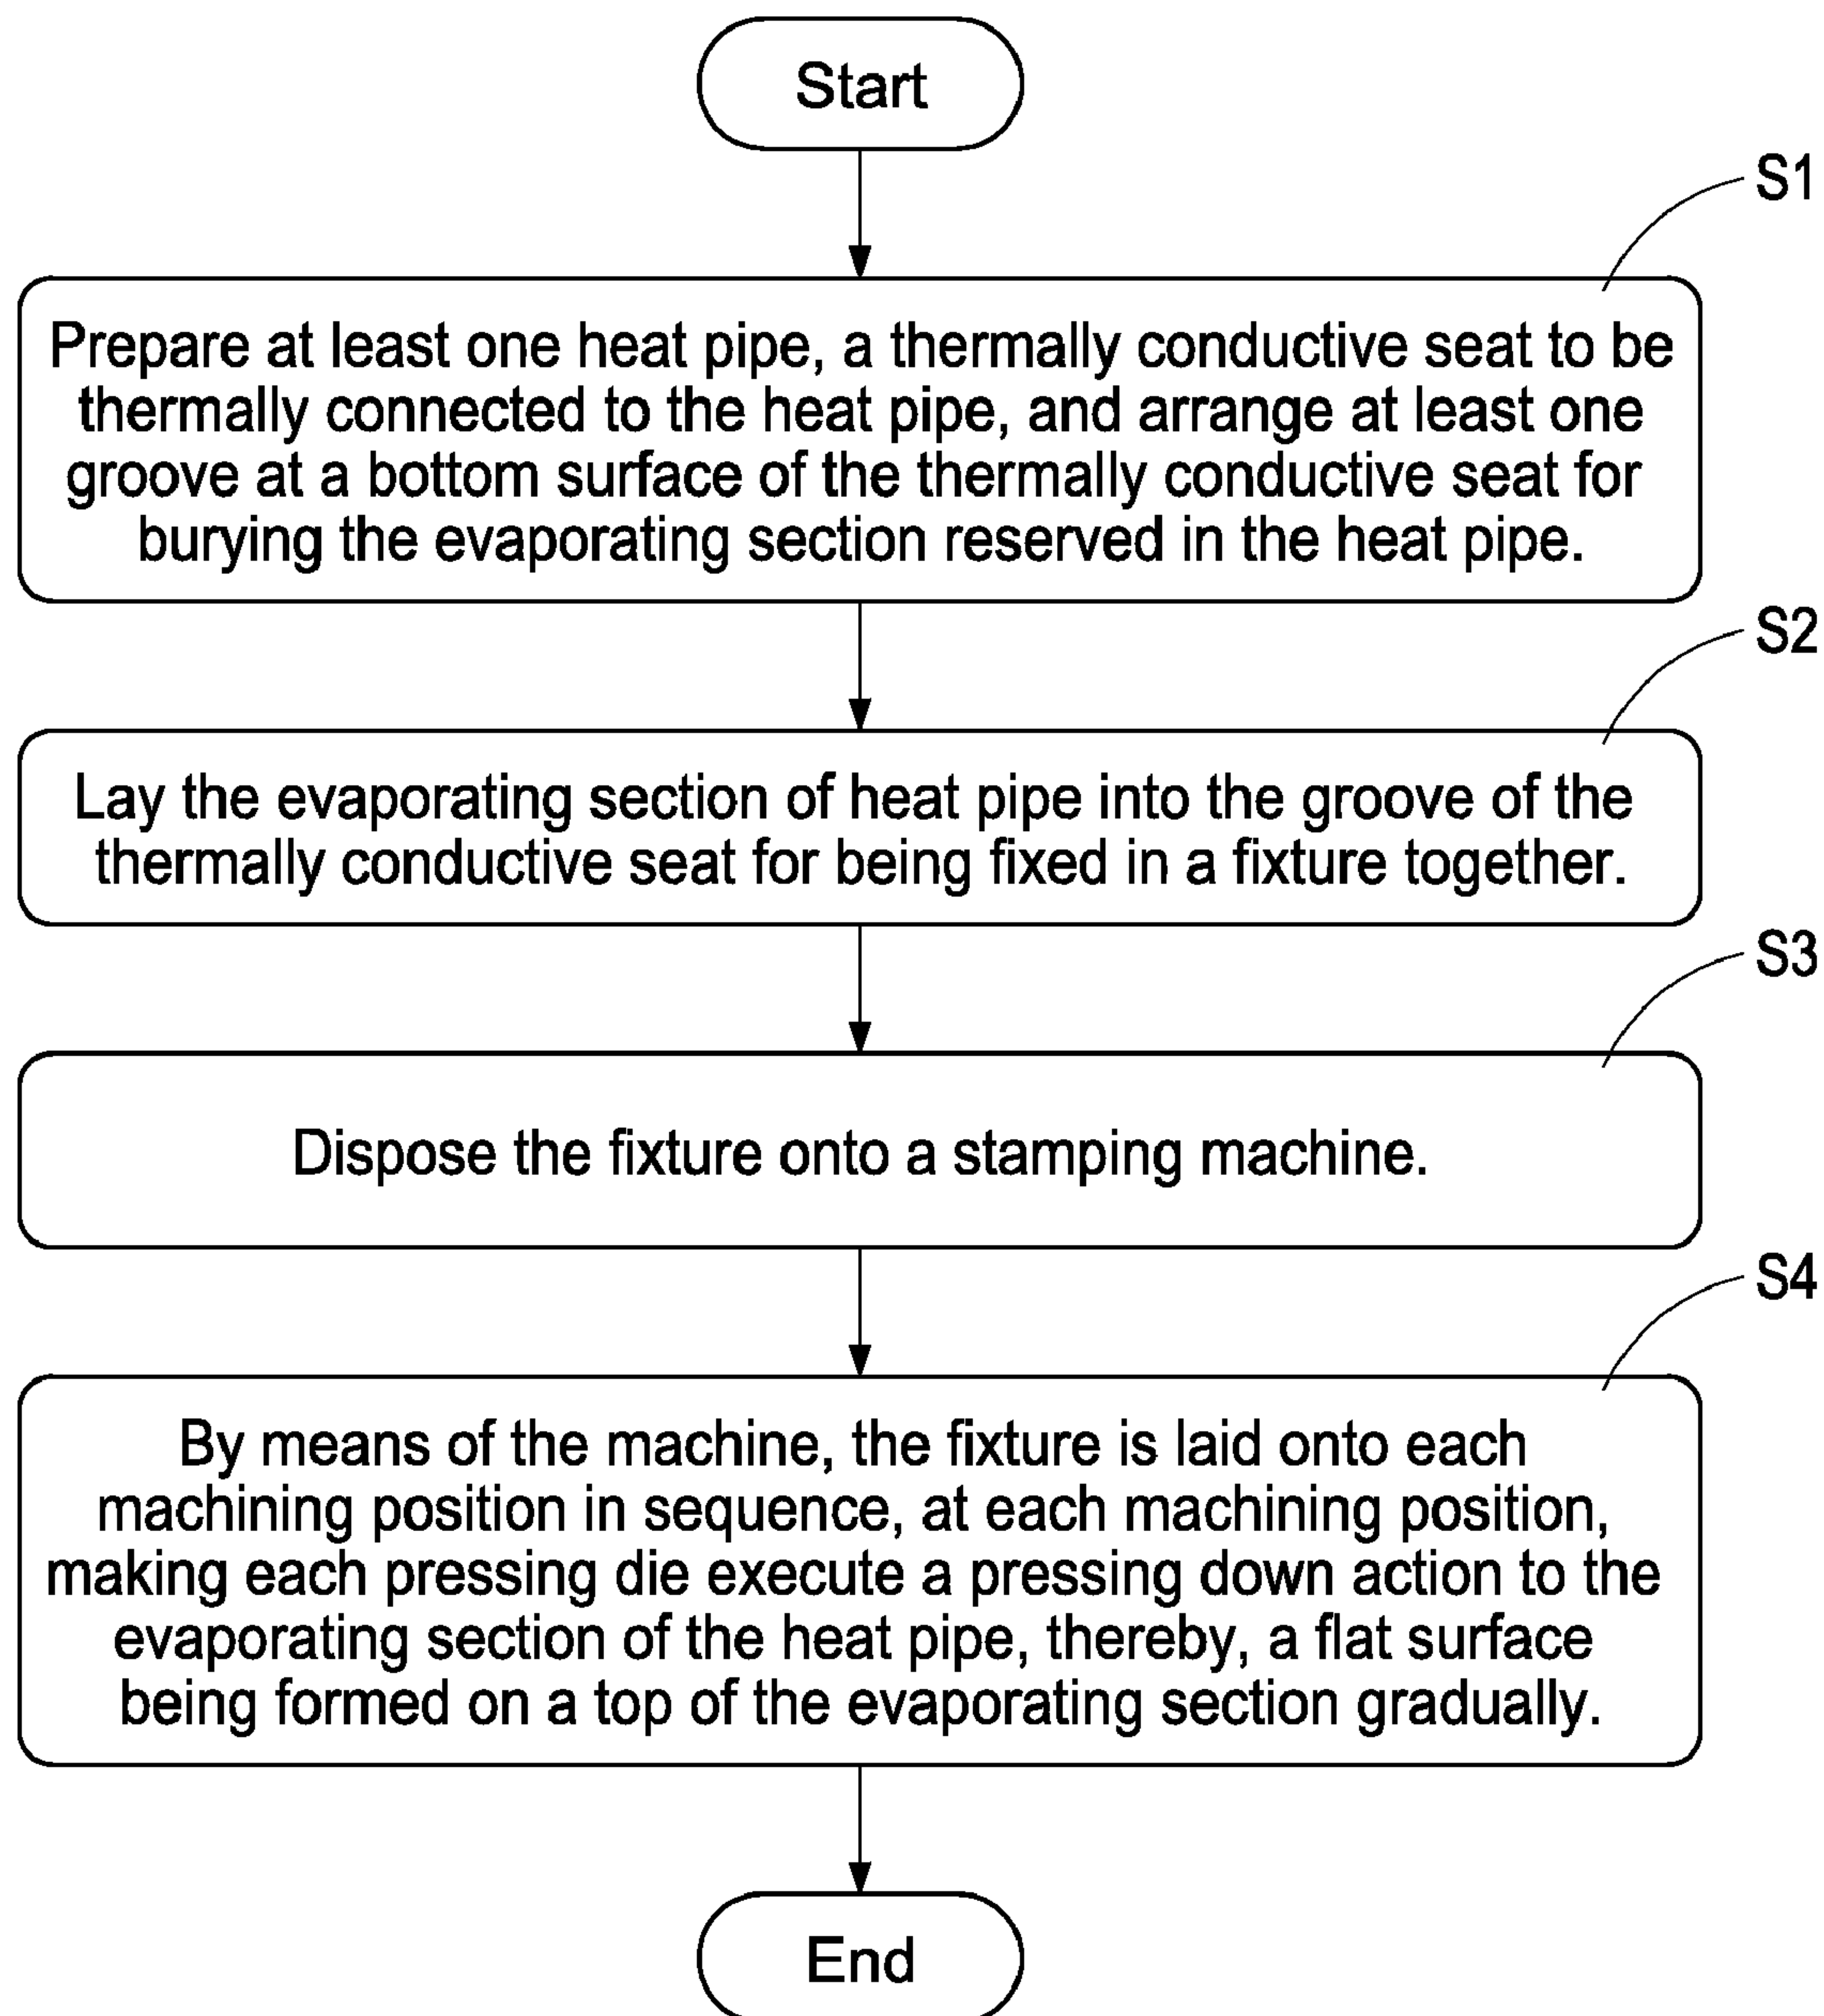 Start
S1
Prepare at least one heat pipe, a thermally conductive seat to be
thermally connected to the heat pipe, and arrange at least one
groove at a bottom surface of the thermally conductive seat for
burying the evaporating section reserved in the heat pipe.
S2
Lay the evaporating section of heat pipe into the groove of the
thermally conductive seat for being fixed in a fixture together.
S3
Dispose the fixture onto a stamping machine.
S4
By means of the machine, the fixture is laid onto each
machining position in sequence, at each machining position,
making each pressing die execute a pressing down action to the
evaporating section of the heat pipe, thereby, a flat surface
being formed on a top of the evaporating section gradually.
End